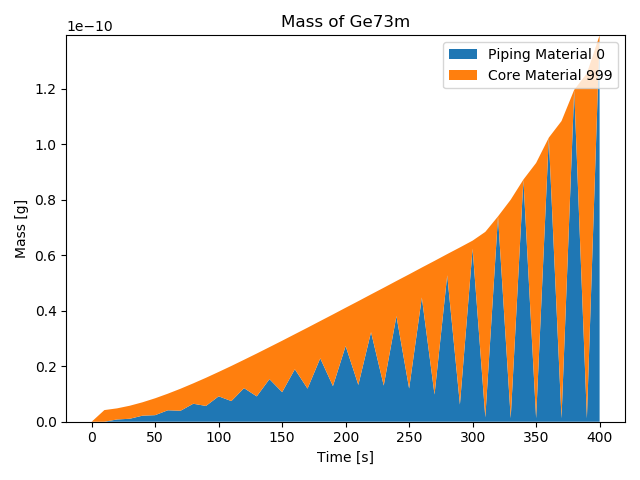 Mass of Ge73m
1e−10
Piping Material 0
Core Material 999
1.2
1.0
0.8
0.6
0.4
0.2
0.0
Mass [g]
0 50 100 150 200 250 300 350 400
Time [s]